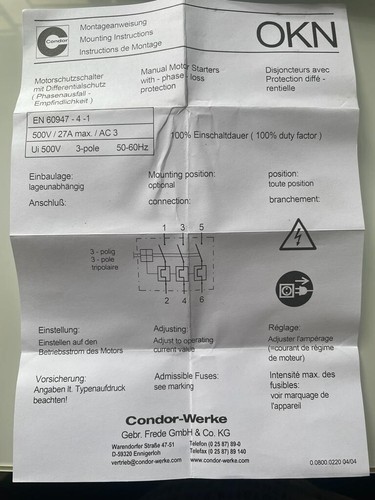 Condor
Montageanweisung
Mounting Instructions
Instructions de Montage
OKN
Motorschutzschalter
mit Differentialschutz
( Phasenausfall -
Empfindlichkeit )
Manual Motor Starters
with - phase - loss
protection
Disjoncteurs avec
Protection diffé -
rentielle
EN 60947 - 4 -1
500V / 27A max. / AC 3
Ui 500V 3-pole 50-60Hz
100% Einschaltdauer ( 100% duty factor )
Einbaulage:
lageunabhängig
Mounting position:
optional
position:
toute position
Anschluß:
connection:
branchement:
1 3 5
3 - polig
3 - pole
tripolaire
2 4 6
Einstellung:
Einstellen auf den
Betriebsstrom des Motors
Adjusting:
Adjust to operating
current value
Réglage:
Ajuster l'ampérage
(=courant de régime
de moteur)
Vorsicherung:
Angaben lt. Typenaufdruck
beachten!
Admissible Fuses:
see marking
Intensité max. des
fusibles:
voir marquage de
l'appareil
Condor-Werke
Gebr. Frede GmbH & Co. KG
Warendorfer Straße 47-51
D-59320 Ennigerloh
vertrieb@condor-werke.com
Telefon (0 25 87) 89-0
Telefax (0 25 87) 89 140
www.condor-werke.com
0.0800.0220 04/04